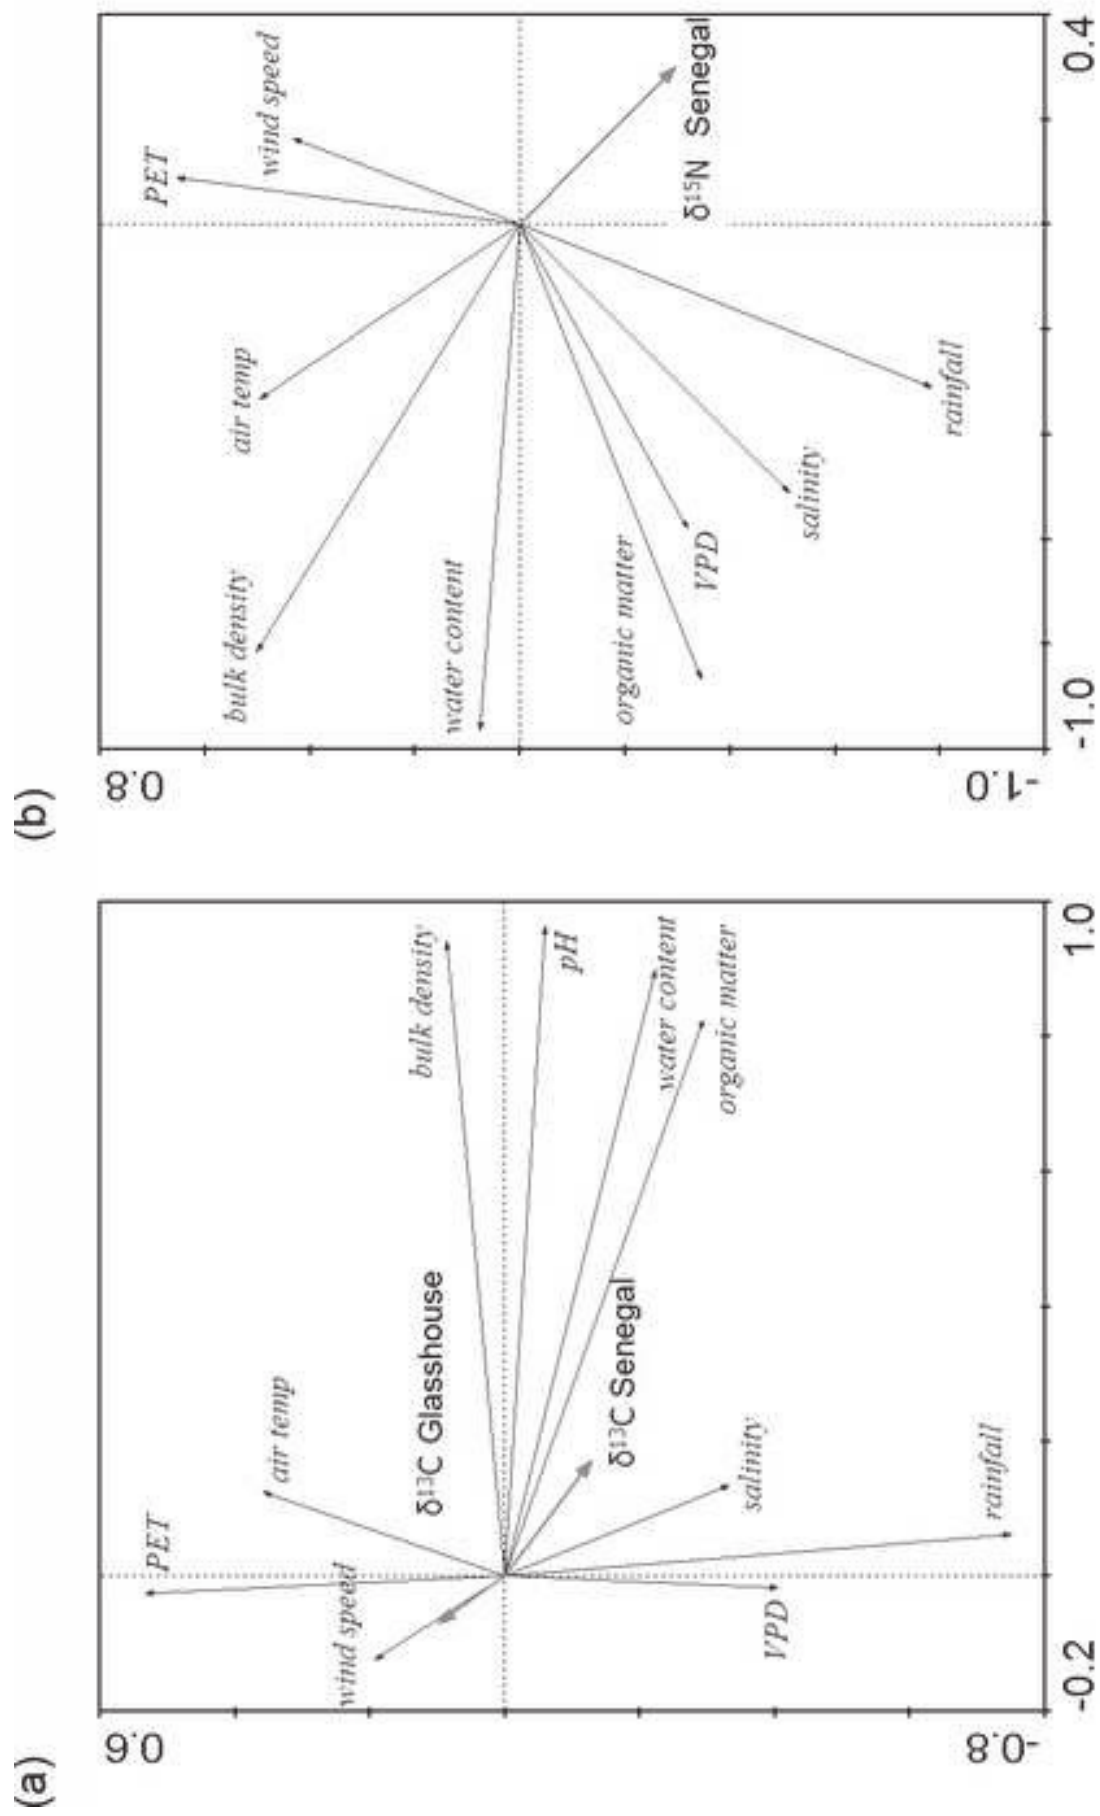 (a)
0.6
-0.8
-0.2
1.0
PET
air temp
wind speed
δ¹³C Glasshouse
bulk density
pH
water content
organic matter
δ¹³C Senegal
salinity
rainfall
VPD
(b)
0.8
-1.0
-1.0
0.4
PET
wind speed
air temp
bulk density
water content
organic matter
VPD
salinity
rainfall
δ¹⁵N Senegal